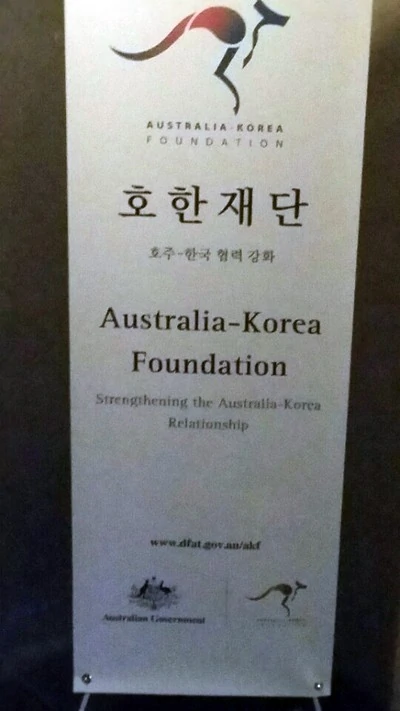 AUSTRALIA-KOREA
FOUNDATION
호한재단
호주-한국 협력 강화
Australia-Korea
Foundation
Strengthening the Australia-Korea
Relationship
www.dfat.gov.au/akf
Australian Government